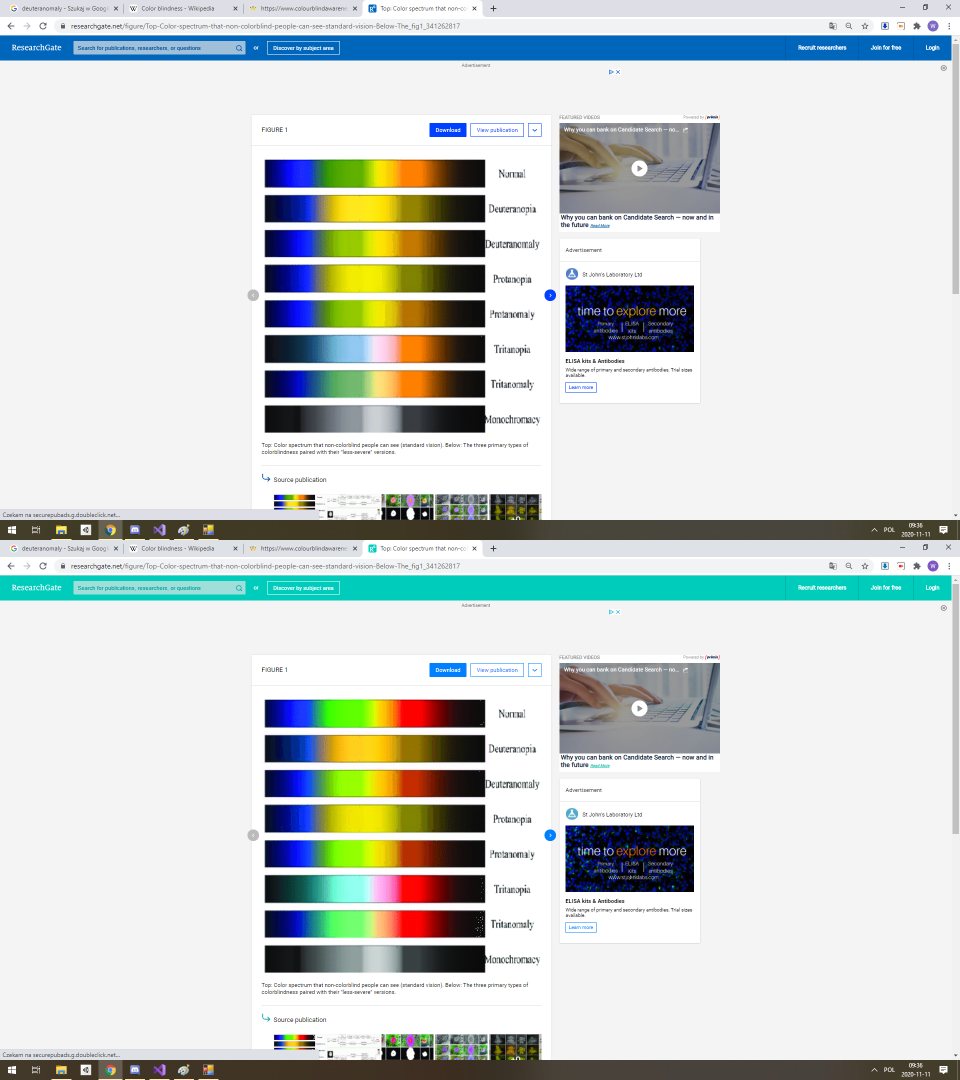 deuteranomaly - Szukaj w Googl
Color blindness - Wikipedia
https://www.colourblindawarene
Top: Color spectrum that non-co
researchgate.net/figure/Top-Color-spectrum-that-non-colorblind-people-can-see-standard-vision-Below-The_fig1_341262817
ResearchGate
Search for publications, researchers, or questions
or
Discover by subject area
Recruit researchers
Join for free
Login
Advertisement
FIGURE 1
Download
View publication
Normal
Deuteranopia
Deuteranomaly
Protanopia
Protanomaly
Tritanopia
Tritanomaly
Monochromacy
Top: Color spectrum that non-colorblind people can see (standard vision). Below: The three primary types of
colorblindness paired with their "less-severe" versions.
Source publication
FEATURED VIDEOS
Powered by [primis]
Why you can bank on Candidate Search — no...
Why you can bank on Candidate Search — now and in
the future Read More
Advertisement
St John's Laboratory Ltd
time to explore more
Primary antibodies
ELISA kits
Secondary antibodies
www.stjohnslabs.com
ELISA kits & Antibodies
Wide range of primary and secondary antibodies. Trial sizes
available.
Learn more
Czekam na securepubads.g.doubleclick.net...
POL
09:36
2020-11-11
deuteranomaly - Szukaj w Googl
Color blindness - Wikipedia
https://www.colourblindawarene
Top: Color spectrum that non-co
researchgate.net/figure/Top-Color-spectrum-that-non-colorblind-people-can-see-standard-vision-Below-The_fig1_341262817
ResearchGate
Search for publications, researchers, or questions
or
Discover by subject area
Recruit researchers
Join for free
Login
Advertisement
FIGURE 1
Download
View publication
Normal
Deuteranopia
Deuteranomaly
Protanopia
Protanomaly
Tritanopia
Tritanomaly
Monochromacy
Top: Color spectrum that non-colorblind people can see (standard vision). Below: The three primary types of
colorblindness paired with their "less-severe" versions.
Source publication
FEATURED VIDEOS
Powered by [primis]
Why you can bank on Candidate Search — no...
Why you can bank on Candidate Search — now and in
the future Read More
Advertisement
St John's Laboratory Ltd
time to explore more
Primary antibodies
ELISA kits
Secondary antibodies
www.stjohnslabs.com
ELISA kits & Antibodies
Wide range of primary and secondary antibodies. Trial sizes
available.
Learn more
Czekam na securepubads.g.doubleclick.net...
POL
09:36
2020-11-11